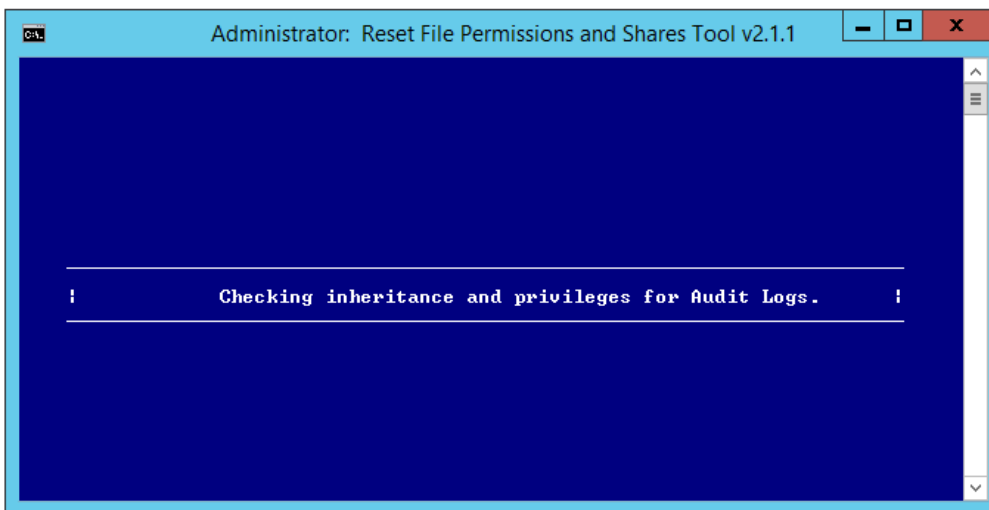 Administrator: Reset File Permissions and Shares Tool v2.1.1
Checking inheritance and privileges for Audit Logs.